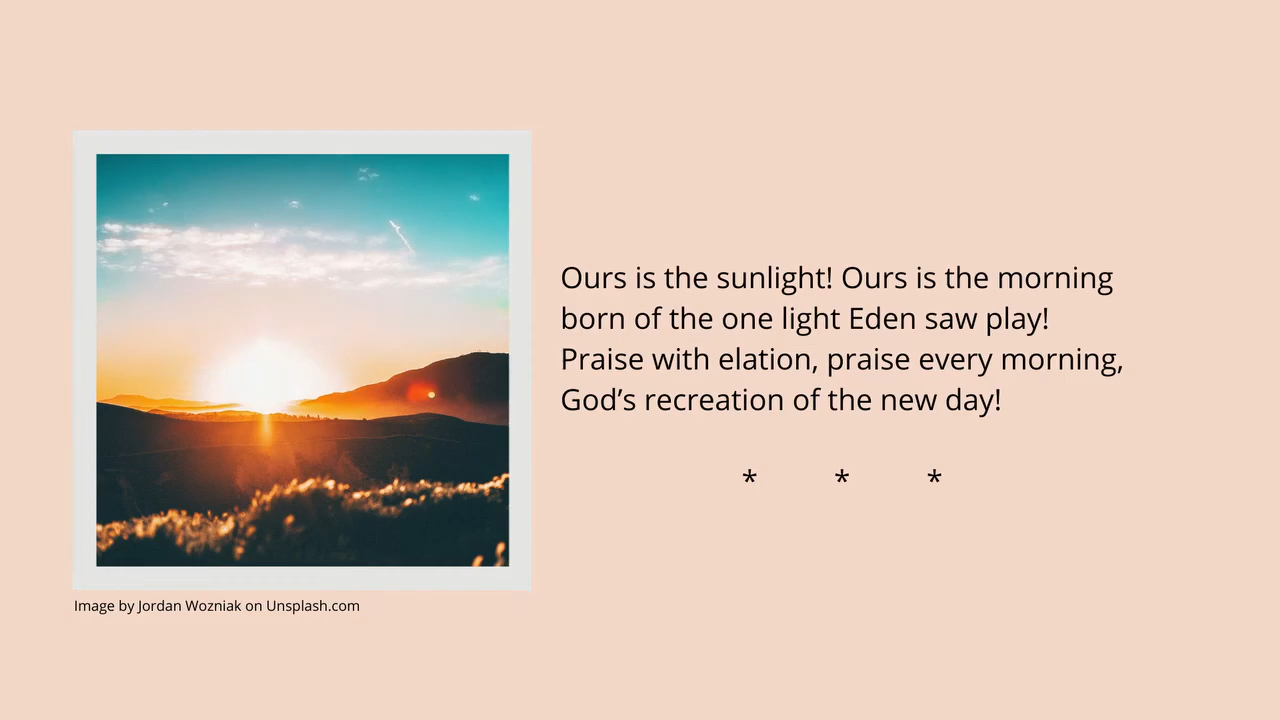 Ours is the sunlight! Ours is the morning
born of the one light Eden saw play!
Praise with elation, praise every morning,
God’s recreation of the new day!
* * *
Image by Jordan Wozniak on Unsplash.com